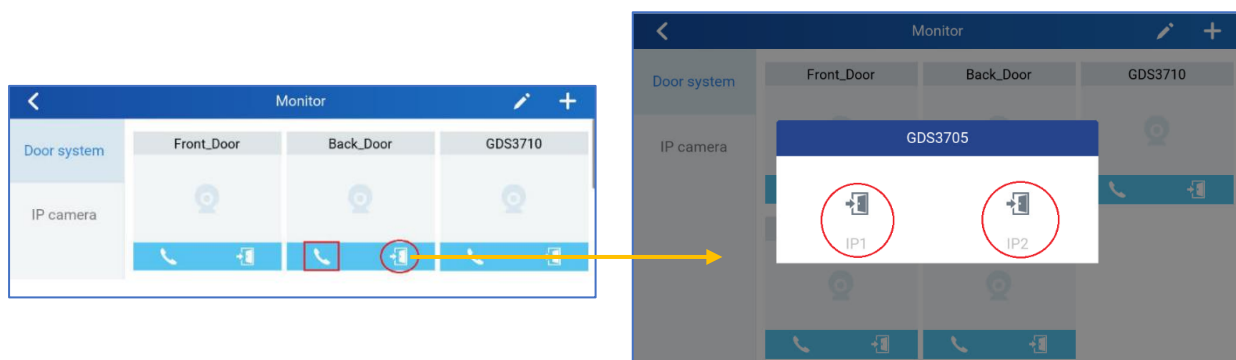 Monitor
Door system
Front_Door
Back_Door
GDS3710
IP camera
Monitor
Door system
Front_Door
Back_Door
GDS3710
IP camera
GDS3705
IP1
IP2